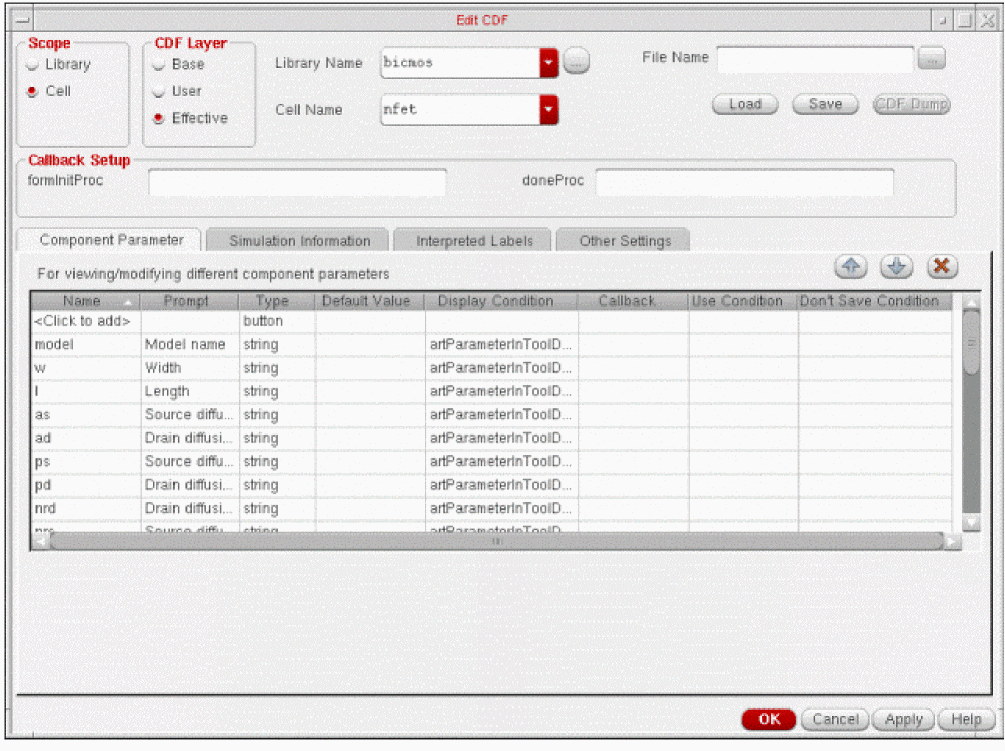 Edit CDF
Scope
Library
Cell
CDF Layer
Base
User
Effective
Library Name bicmos ...
Cell Name nfet
File Name ...
Load Save CDF Dump
Callback Setup
formInitProc doneProc
Component Parameter Simulation Information Interpreted Labels Other Settings
For viewing/modifying different component parameters
Name Prompt Type Default Value Display Condition Callback Use Condition Don't Save Condition
<Click to add> button
model Model name string artParameterInToolD...
w Width string artParameterInToolD...
l Length string artParameterInToolD...
as Source diffu... string artParameterInToolD...
ad Drain diffusi... string artParameterInToolD...
ps Source diffu... string artParameterInToolD...
pd Drain diffusi... string artParameterInToolD...
nrd Drain diffusi... string artParameterInToolD...
nrs Source diffu... string artParameterInToolD...
OK Cancel Apply Help